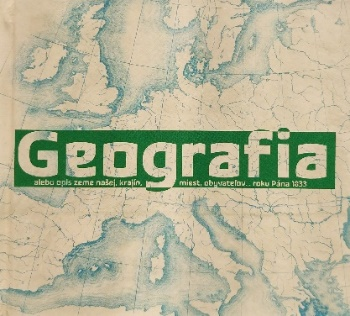 Geografia
alebo opis zeme našej, krajín, miest, obyvateľov... roku Pána 1833